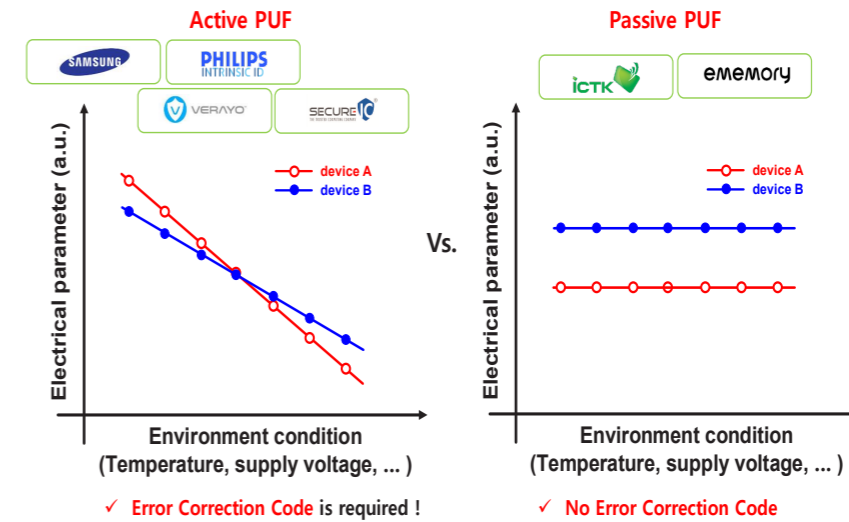 Active PUF
SAMSUNG
PHILIPS
INTRINSIC ID
VERAYO
SECURE IC
Electrical parameter (a.u.)
device A
device B
Environment condition
(Temperature, supply voltage, ... )
✓ Error Correction Code is required !
Vs.
Passive PUF
ICTK
eMEMORY
Electrical parameter (a.u.)
device A
device B
Environment condition
(Temperature, supply voltage, ... )
✓ No Error Correction Code